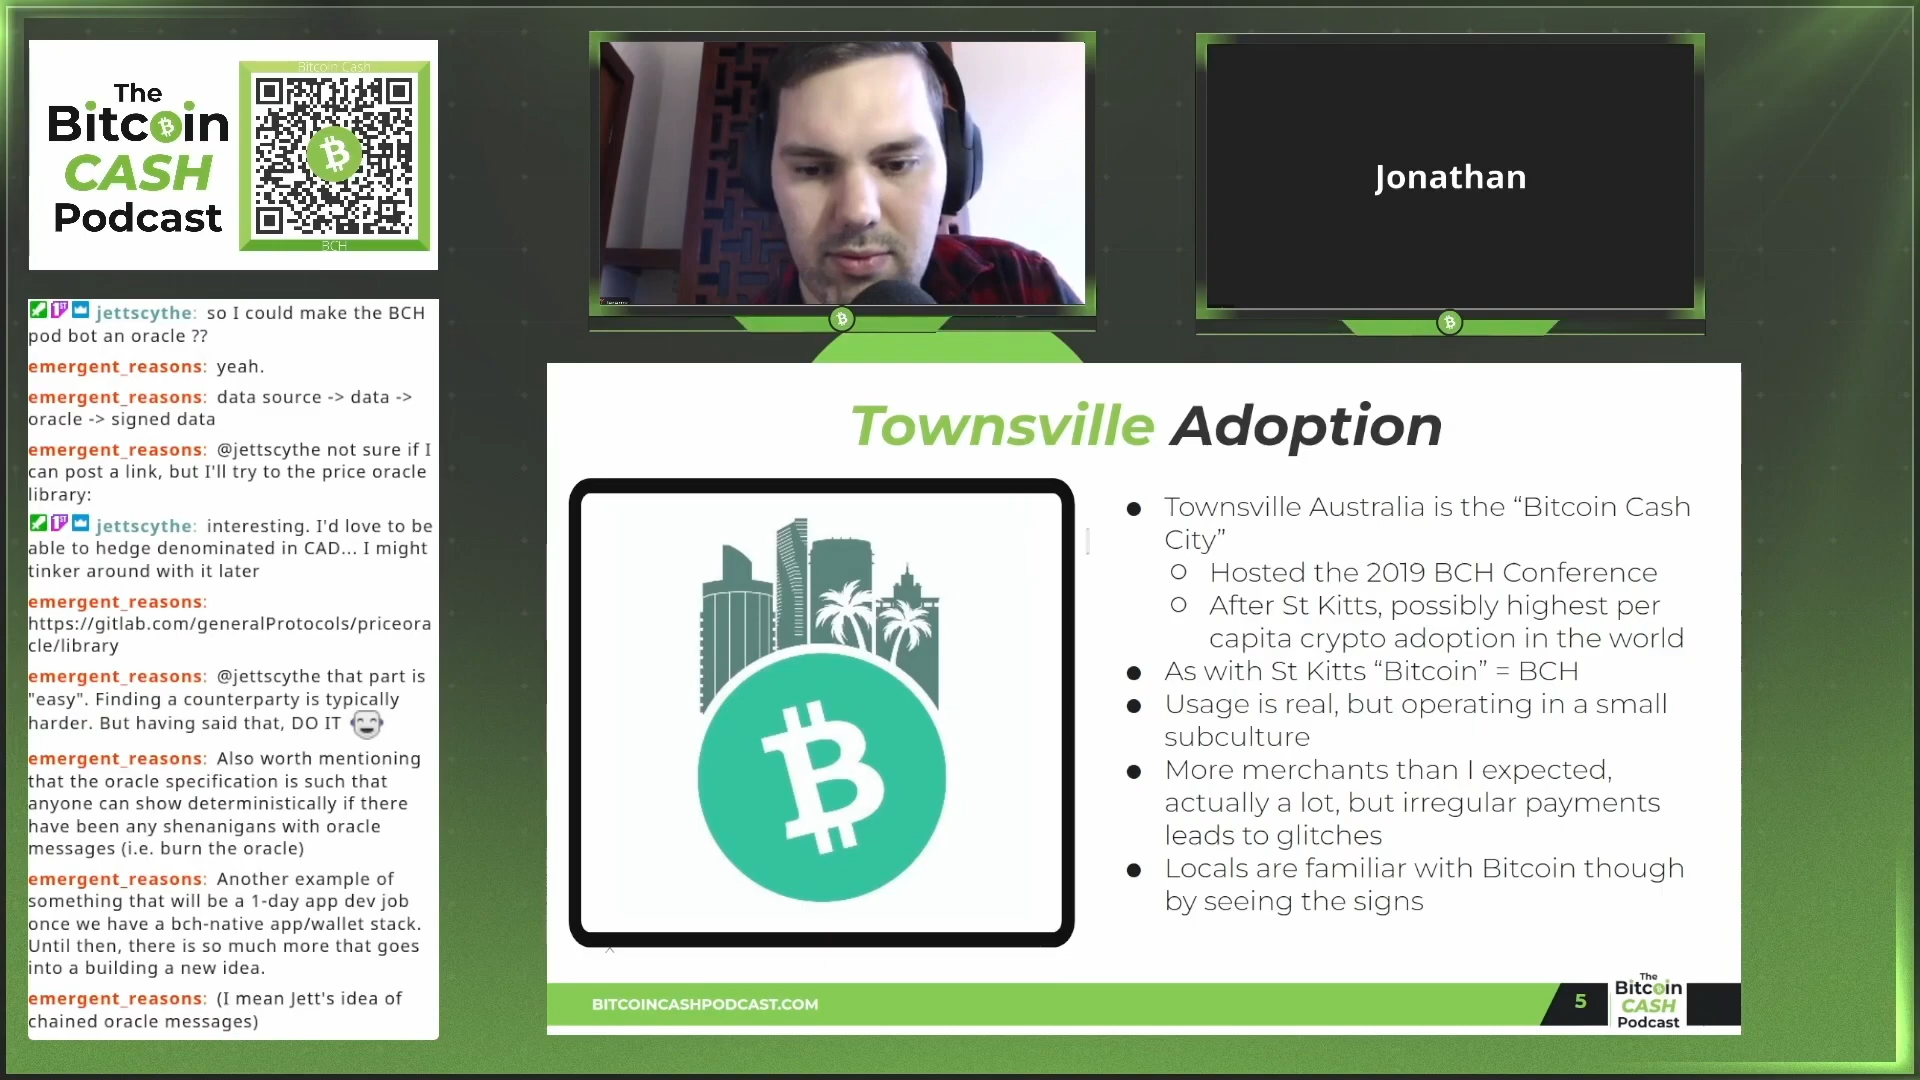 The
Bitcoin
CASH
Podcast
Bitcoin Cash
BCH
jettscythe: so I could make the BCH
pod bot an oracle ??
emergent_reasons: yeah.
emergent_reasons: data source -> data ->
oracle -> signed data
emergent_reasons: @jettscythe not sure if I
can post a link, but I'll try to the price oracle
library:
jettscythe: interesting. I'd love to be
able to hedge denominated in CAD... I might
tinker around with it later
emergent_reasons:
https://gitlab.com/generalProtocols/priceora
cle/library
emergent_reasons: @jettscythe that part is
"easy". Finding a counterparty is typically
harder. But having said that, DO IT
emergent_reasons: Also worth mentioning
that the oracle specification is such that
anyone can show deterministically if there
have been any shenanigans with oracle
messages (i.e. burn the oracle)
emergent_reasons: Another example of
something that will be a 1-day app dev job
once we have a bch-native app/wallet stack.
Until then, there is so much more that goes
into a building a new idea.
emergent_reasons: (I mean Jett's idea of
chained oracle messages)
Jonathan
Townsville Adoption
● Townsville Australia is the “Bitcoin Cash
City”
○ Hosted the 2019 BCH Conference
○ After St Kitts, possibly highest per
capita crypto adoption in the world
● As with St Kitts “Bitcoin” = BCH
● Usage is real, but operating in a small
subculture
● More merchants than I expected,
actually a lot, but irregular payments
leads to glitches
● Locals are familiar with Bitcoin though
by seeing the signs
BITCOINCASHPODCAST.COM
5
The
Bitcoin
CASH
Podcast